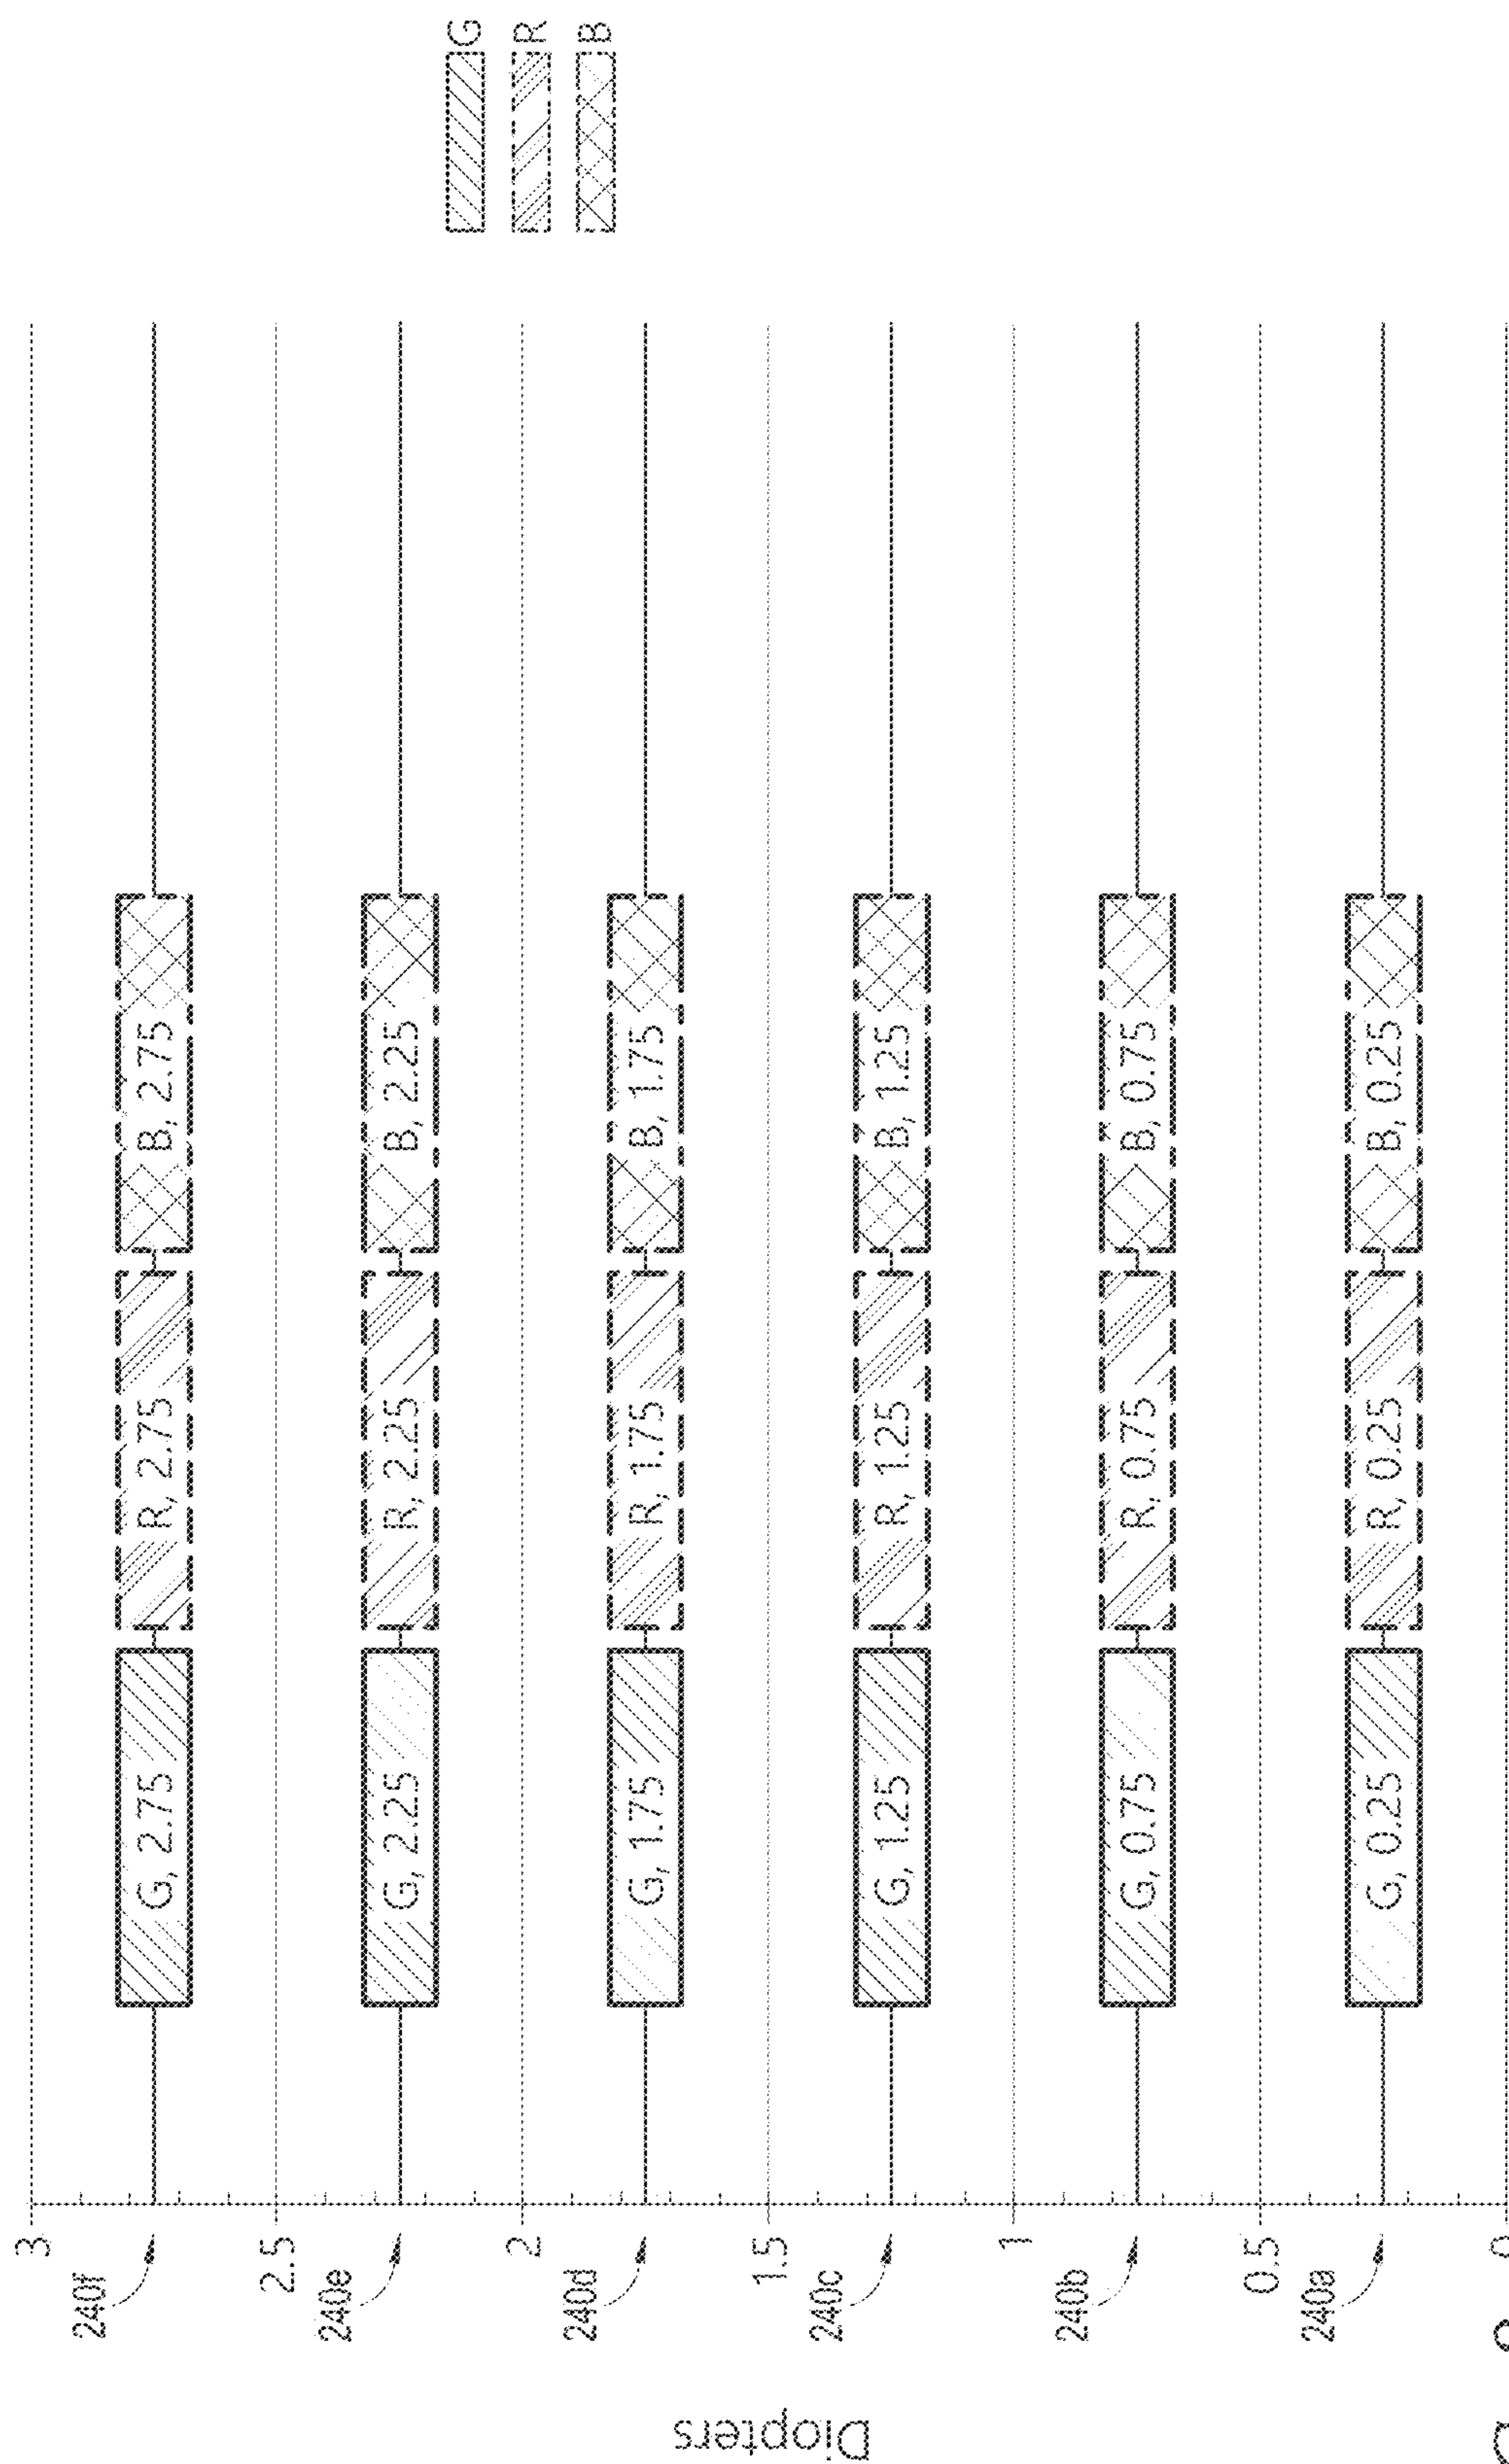 G
R
B
3
240f
G, 2.75
R, 2.75
B, 2.75
2.5
240e
G, 2.25
R, 2.25
B, 2.25
2
240d
G, 1.75
R, 1.75
B, 1.75
1.5
240c
G, 1.25
R, 1.25
B, 1.25
1
240b
G, 0.75
R, 0.75
B, 0.75
0.5
240a
G, 0.25
R, 0.25
B, 0.25
Diopters